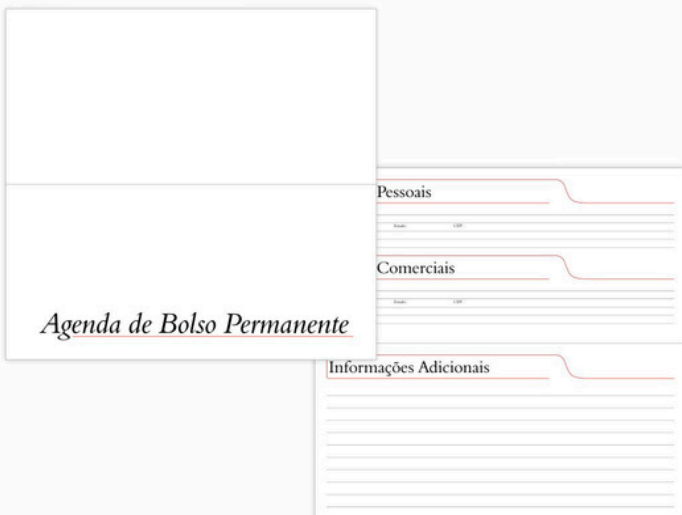 Agenda de Bolso Permanente
Pessoais
Estado
CEP
Comerciais
Estado
CEP
Informações Adicionais